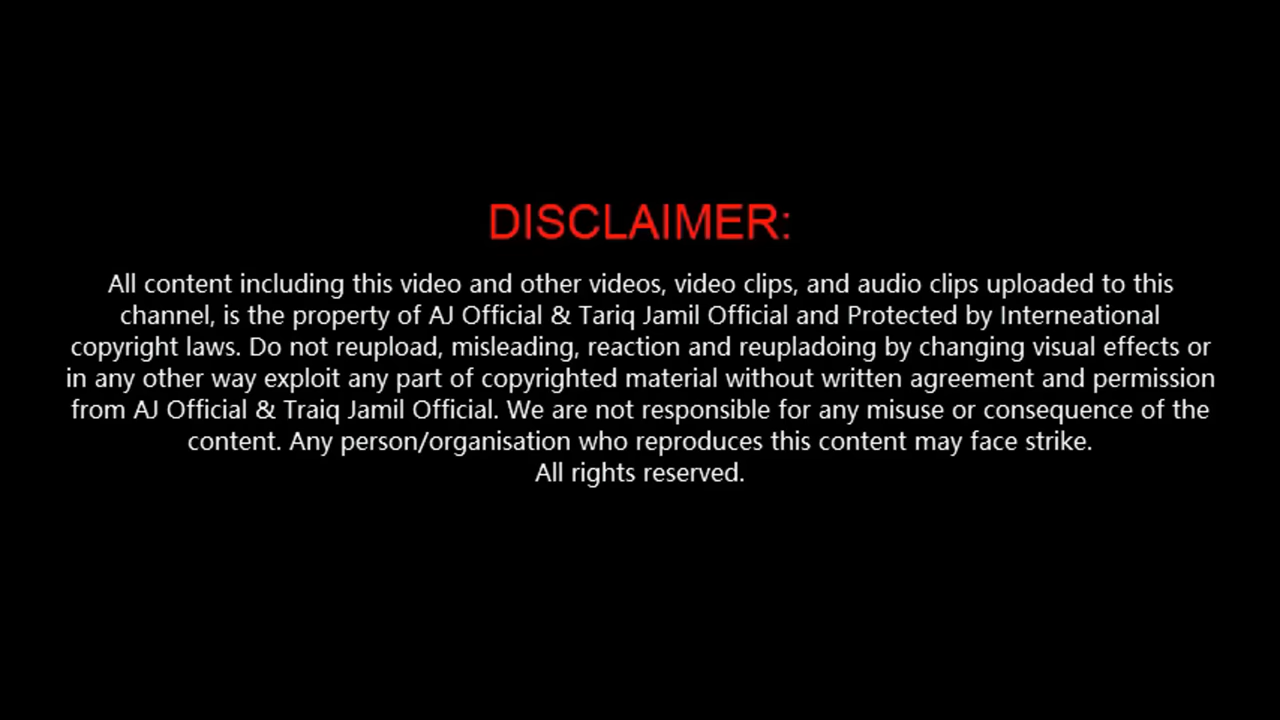 DISCLAIMER:
All content including this video and other videos, video clips, and audio clips uploaded to this
channel, is the property of AJ Official & Tariq Jamil Official and Protected by Interneational
copyright laws. Do not reupload, misleading, reaction and reupladoing by changing visual effects or
in any other way exploit any part of copyrighted material without written agreement and permission
from AJ Official & Traiq Jamil Official. We are not responsible for any misuse or consequence of the
content. Any person/organisation who reproduces this content may face strike.
All rights reserved.